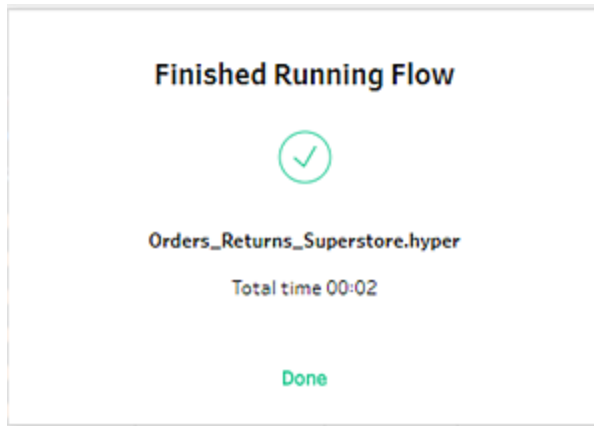 Finished Running Flow
Orders_Returns_Superstore.hyper
Total time 00:02
Done